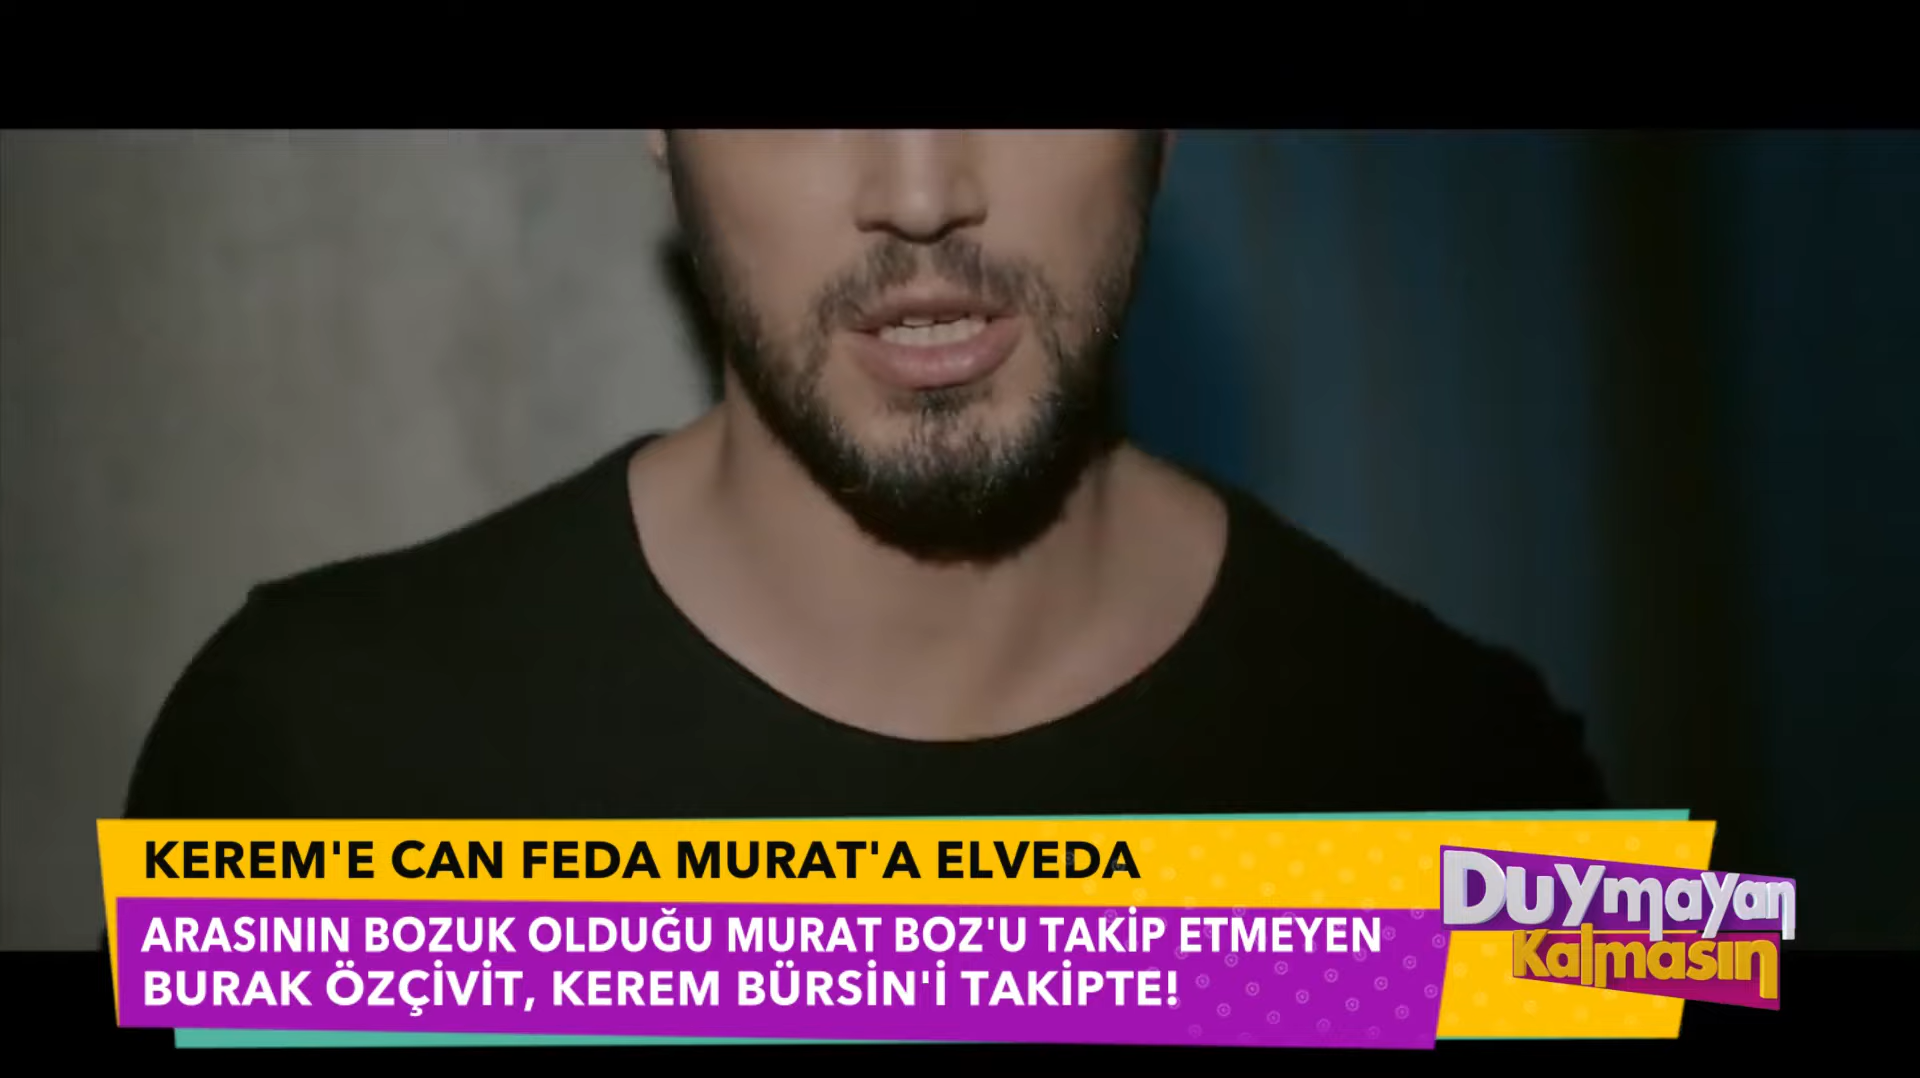 KEREM'E CAN FEDA MURAT'A ELVEDA
ARASININ BOZUK OLDUĞU MURAT BOZ'U TAKİP ETMEYEN
BURAK ÖZÇİVİT, KEREM BÜRSİN'İ TAKİPTE!
Duymayan
Kalmasın